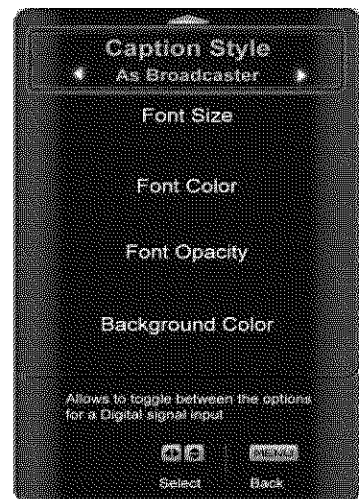 Caption Style
As Broadcaster
Font Size
Font Color
Font Opacity
Background Color
Allows to toggle between the options
for a Digital signal input
MENU
Select Back